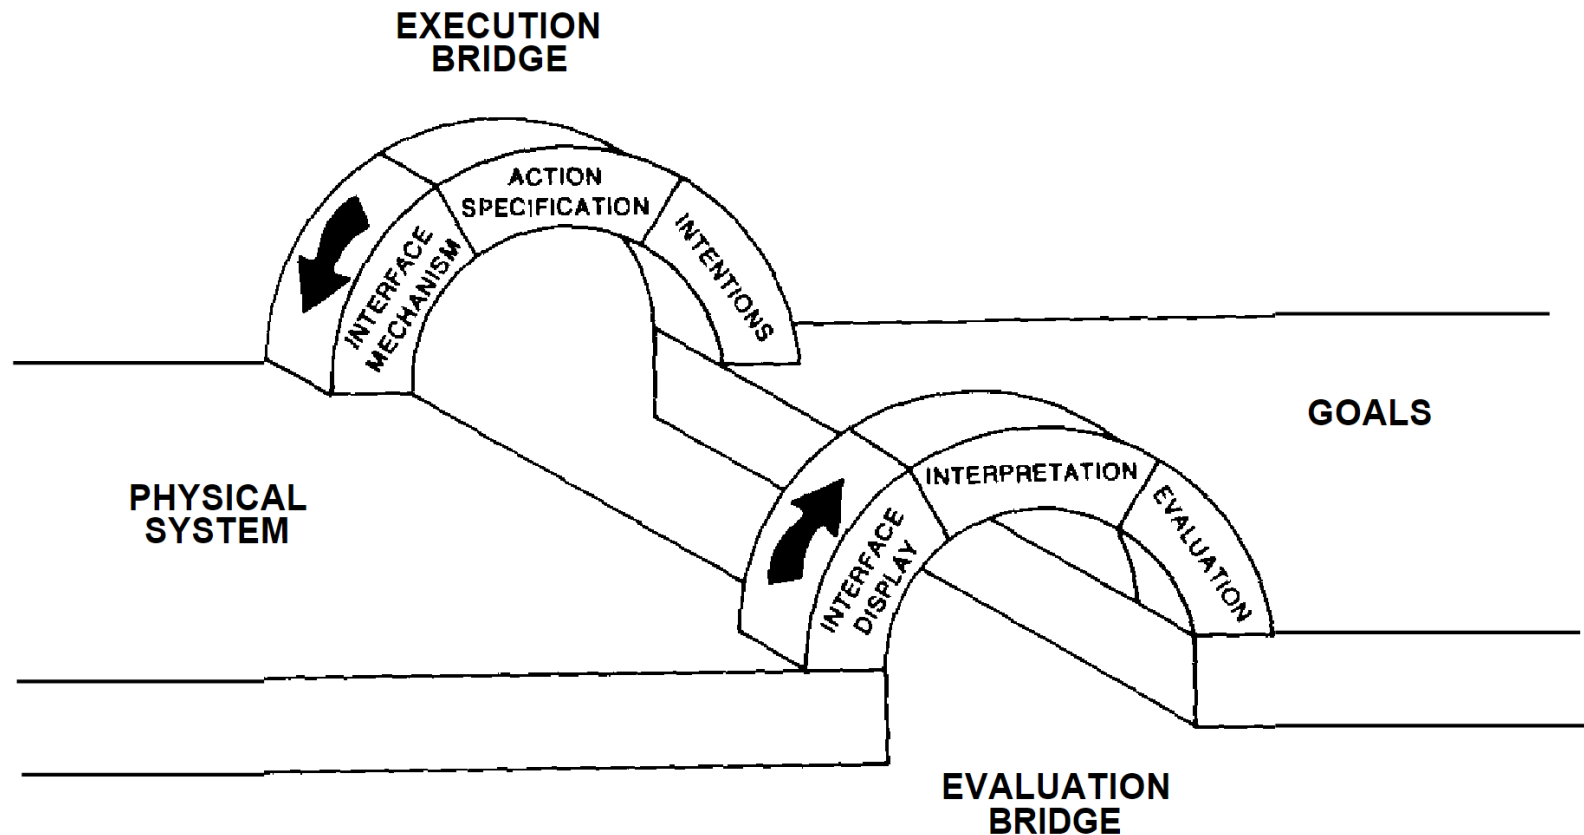 EXECUTION
BRIDGE
ACTION
SPECIFICATION
INTENTIONS
INTERFACE
MECHANISM
GOALS
PHYSICAL
SYSTEM
INTERPRETATION
EVALUATION
INTERFACE
DISPLAY
EVALUATION
BRIDGE